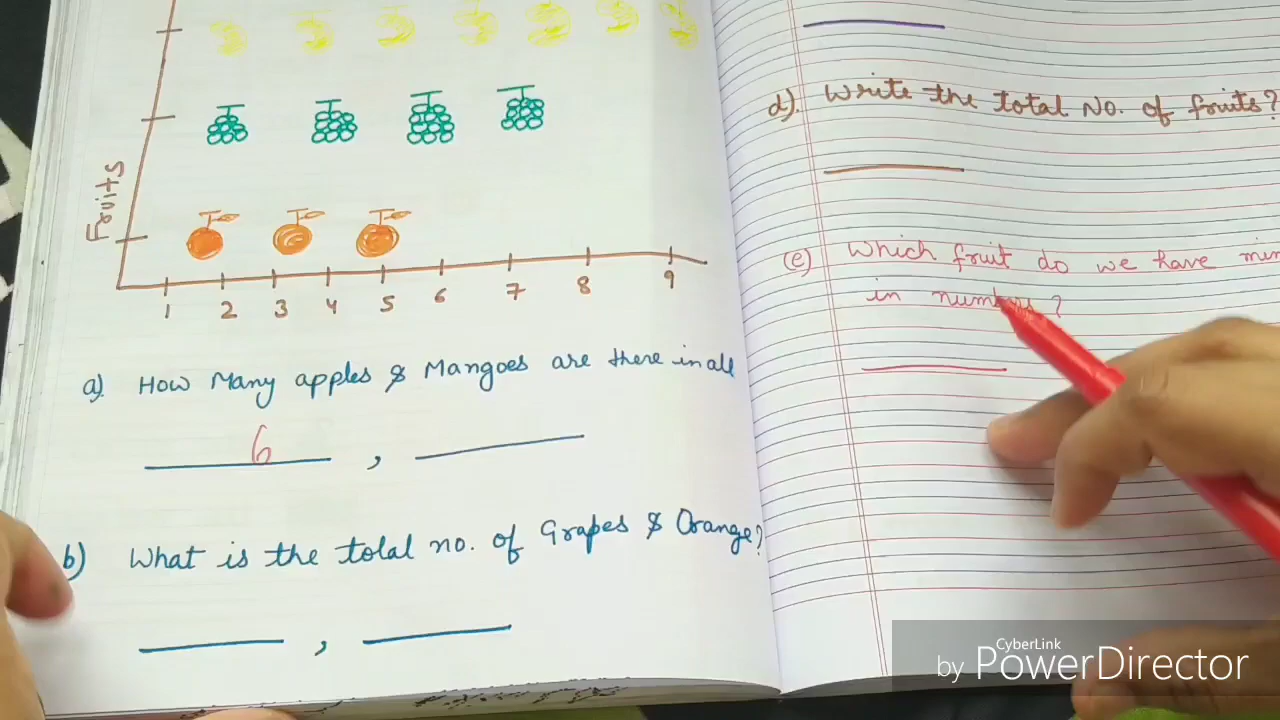 Fruits
1 2 3 4 5 6 7 8 9
a) How Many apples & Mangoes are there in all
6 ,
b) What is the total no. of Grapes & Orange?
,
d). Write the total No. of fruits?
(e) Which fruit do we have
in numbers ?
CyberLink
by PowerDirector